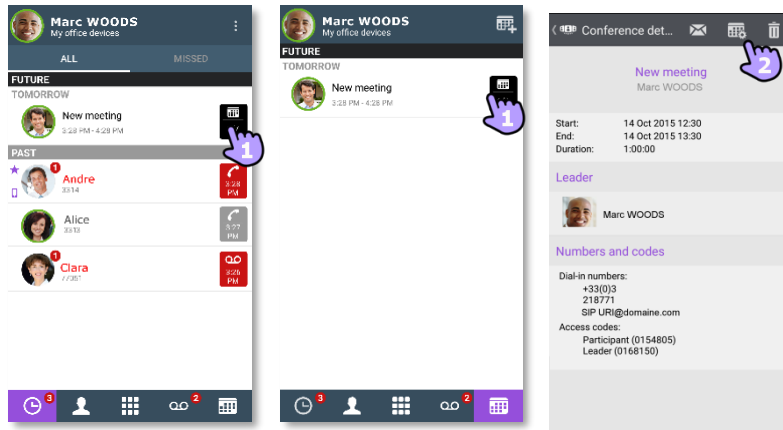 Marc WOODS
My office devices
ALL
MISSED
FUTURE
TOMORROW
New meeting
3:28 PM - 4:28 PM
1
PAST
1
Andre
3314
3:28
PM
Alice
3313
3:27
PM
1
Clara
PM
3
2
Marc WOODS
My office devices
FUTURE
TOMORROW
New meeting
3:28 PM - 4:28 PM
1
3
2
Conference det...
2
New meeting
Marc WOODS
Start: 14 Oct 2015 12:30
End: 14 Oct 2015 13:30
Duration: 1:00:00
Leader
Marc WOODS
Numbers and codes
Dial-in numbers:
+33(0)3
218771
SIP URI@domaine.com
Access codes:
Participant (0154805)
Leader (0168150)